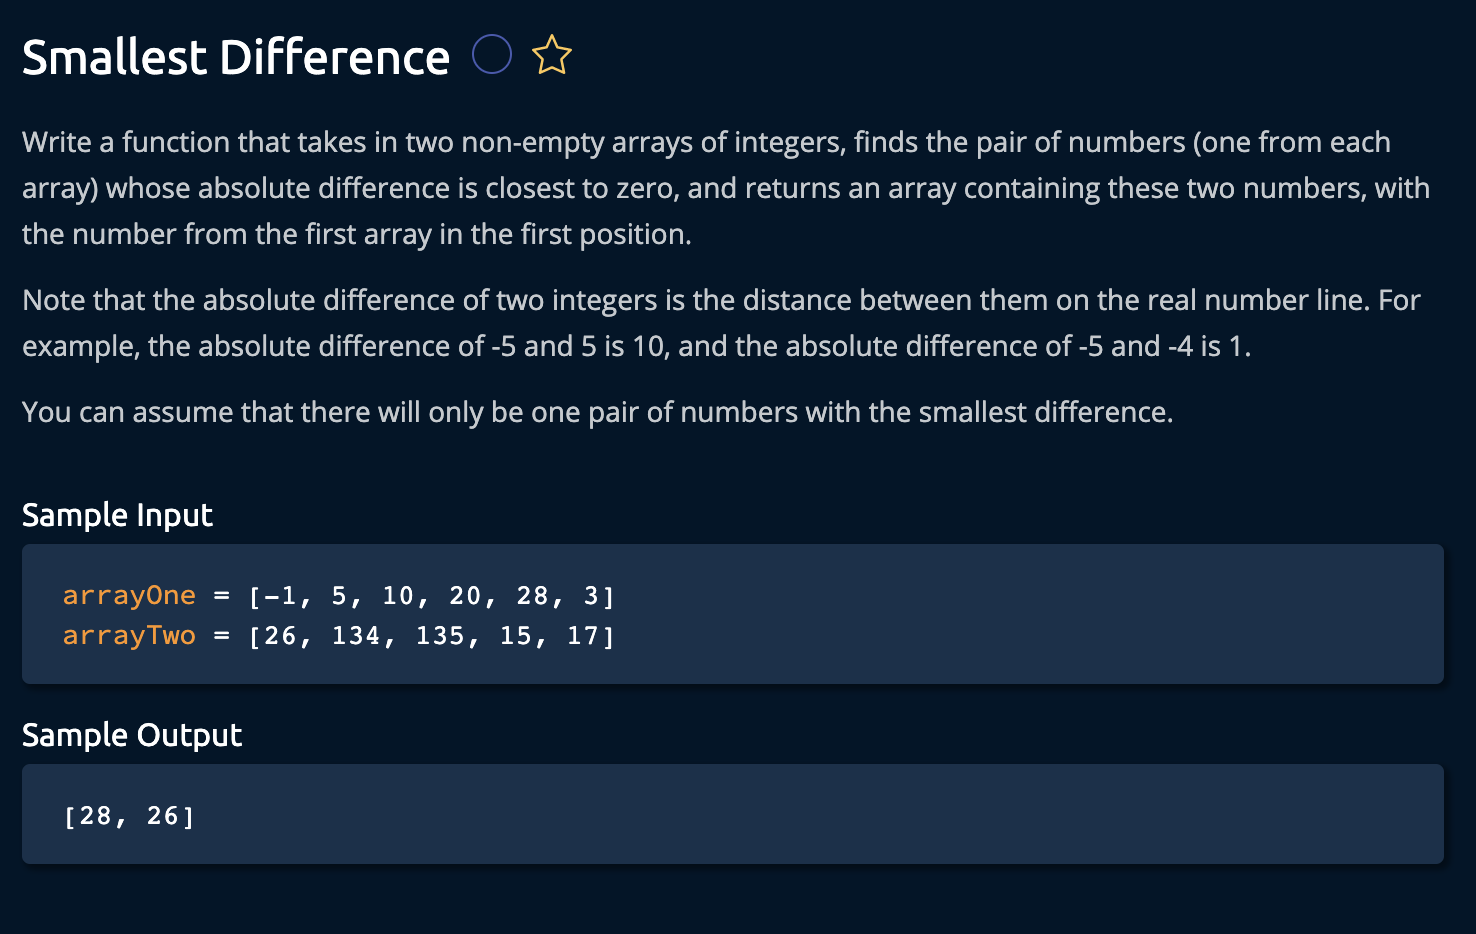 Smallest Difference
Write a function that takes in two non-empty arrays of integers, finds the pair of numbers (one from each
array) whose absolute difference is closest to zero, and returns an array containing these two numbers, with
the number from the first array in the first position.
Note that the absolute difference of two integers is the distance between them on the real number line. For
example, the absolute difference of -5 and 5 is 10, and the absolute difference of -5 and -4 is 1.
You can assume that there will only be one pair of numbers with the smallest difference.
Sample Input
arrayOne = [-1, 5, 10, 20, 28, 3]
arrayTwo = [26, 134, 135, 15, 17]
Sample Output
[28, 26]